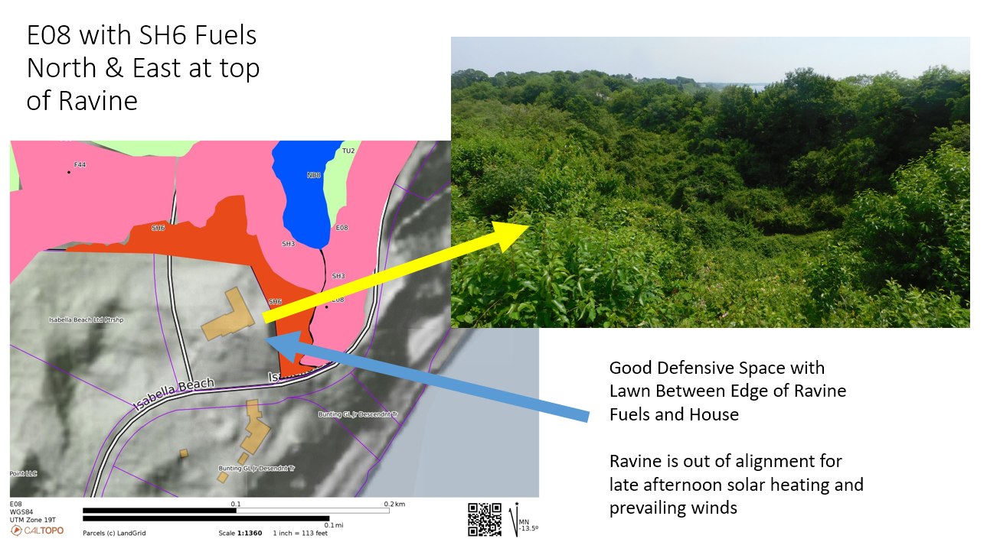 E08 with SH6 Fuels
North & East at top
of Ravine
TU2
E44
NB8
SH6
E08
SH3
SH3
SH6
E08
Isabella Beach Ltd Ptrshp
Isabella Beach
Bunting GL Jr Descendnt Tr
Bunting GL Jr Desendnt Tr
Point LLC
Good Defensive Space with
Lawn Between Edge of Ravine
Fuels and House
Ravine is out of alignment for
late afternoon solar heating and
prevailing winds
E08
WGS84
UTM Zone 19T
CALTOPO
0.1
0.2 km
0.1 mi
Parcels (c) LandGrid
Scale 1:1360
1 inch = 113 feet
MN
-13.5º